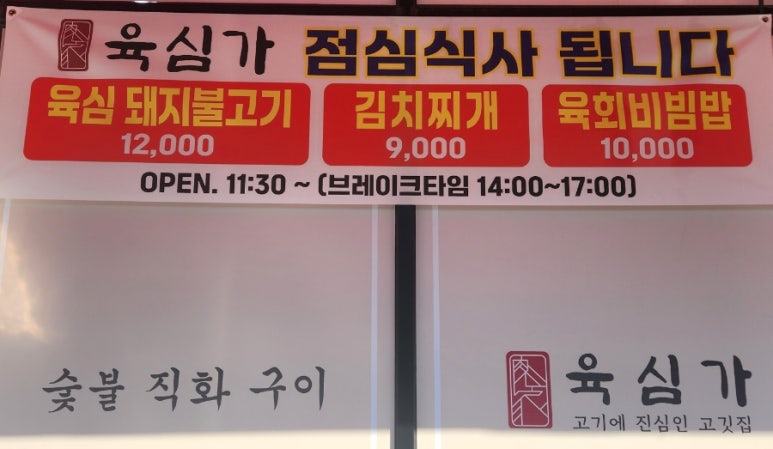 육심가 점심식사 됩니다
육심 돼지불고기 김치찌개 육회비빔밥
12,000 9,000 10,000
OPEN. 11:30 ~ (브레이크타임 14:00~17:00)
숯불 직화 구이
육심가
고기에 진심인 고깃집